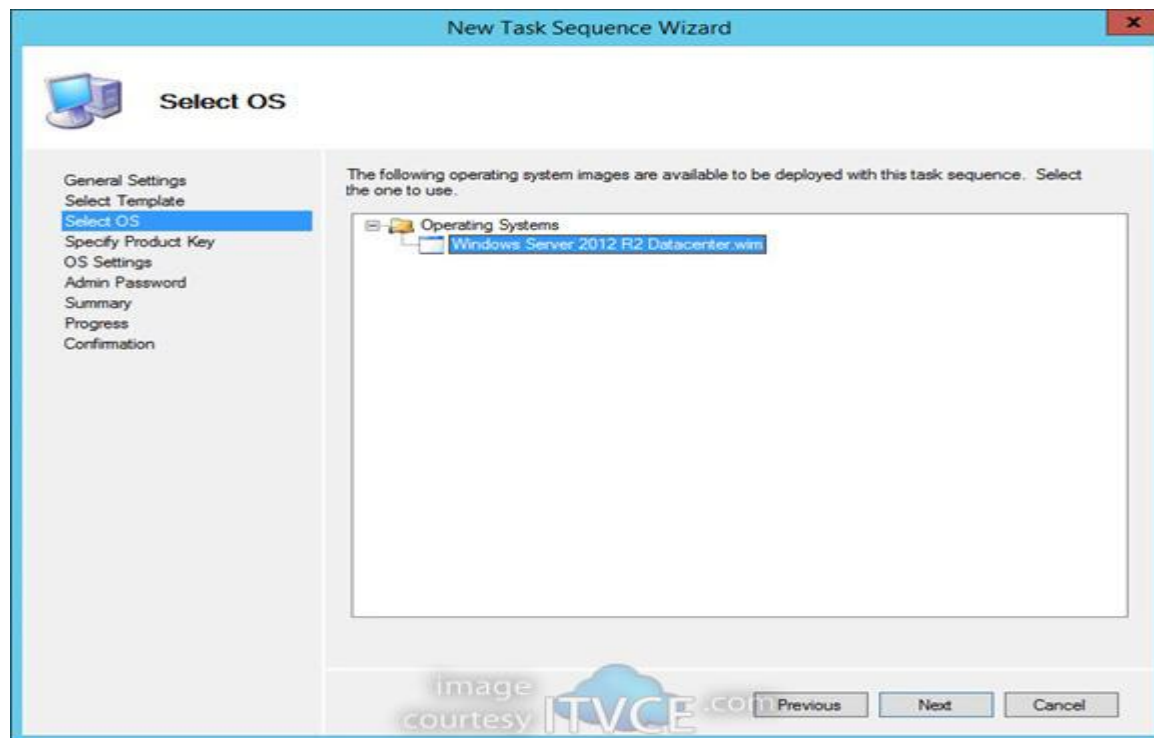 New Task Sequence Wizard
x
Select OS
General Settings
Select Template
Select OS
Specify Product Key
OS Settings
Admin Password
Summary
Progress
Confirmation
The following operating system images are available to be deployed with this task sequence. Select
the one to use.
Operating Systems
Windows Server 2012 R2 Datacenter.wim
image
courtesy ITVCE.com
Previous
Next
Cancel